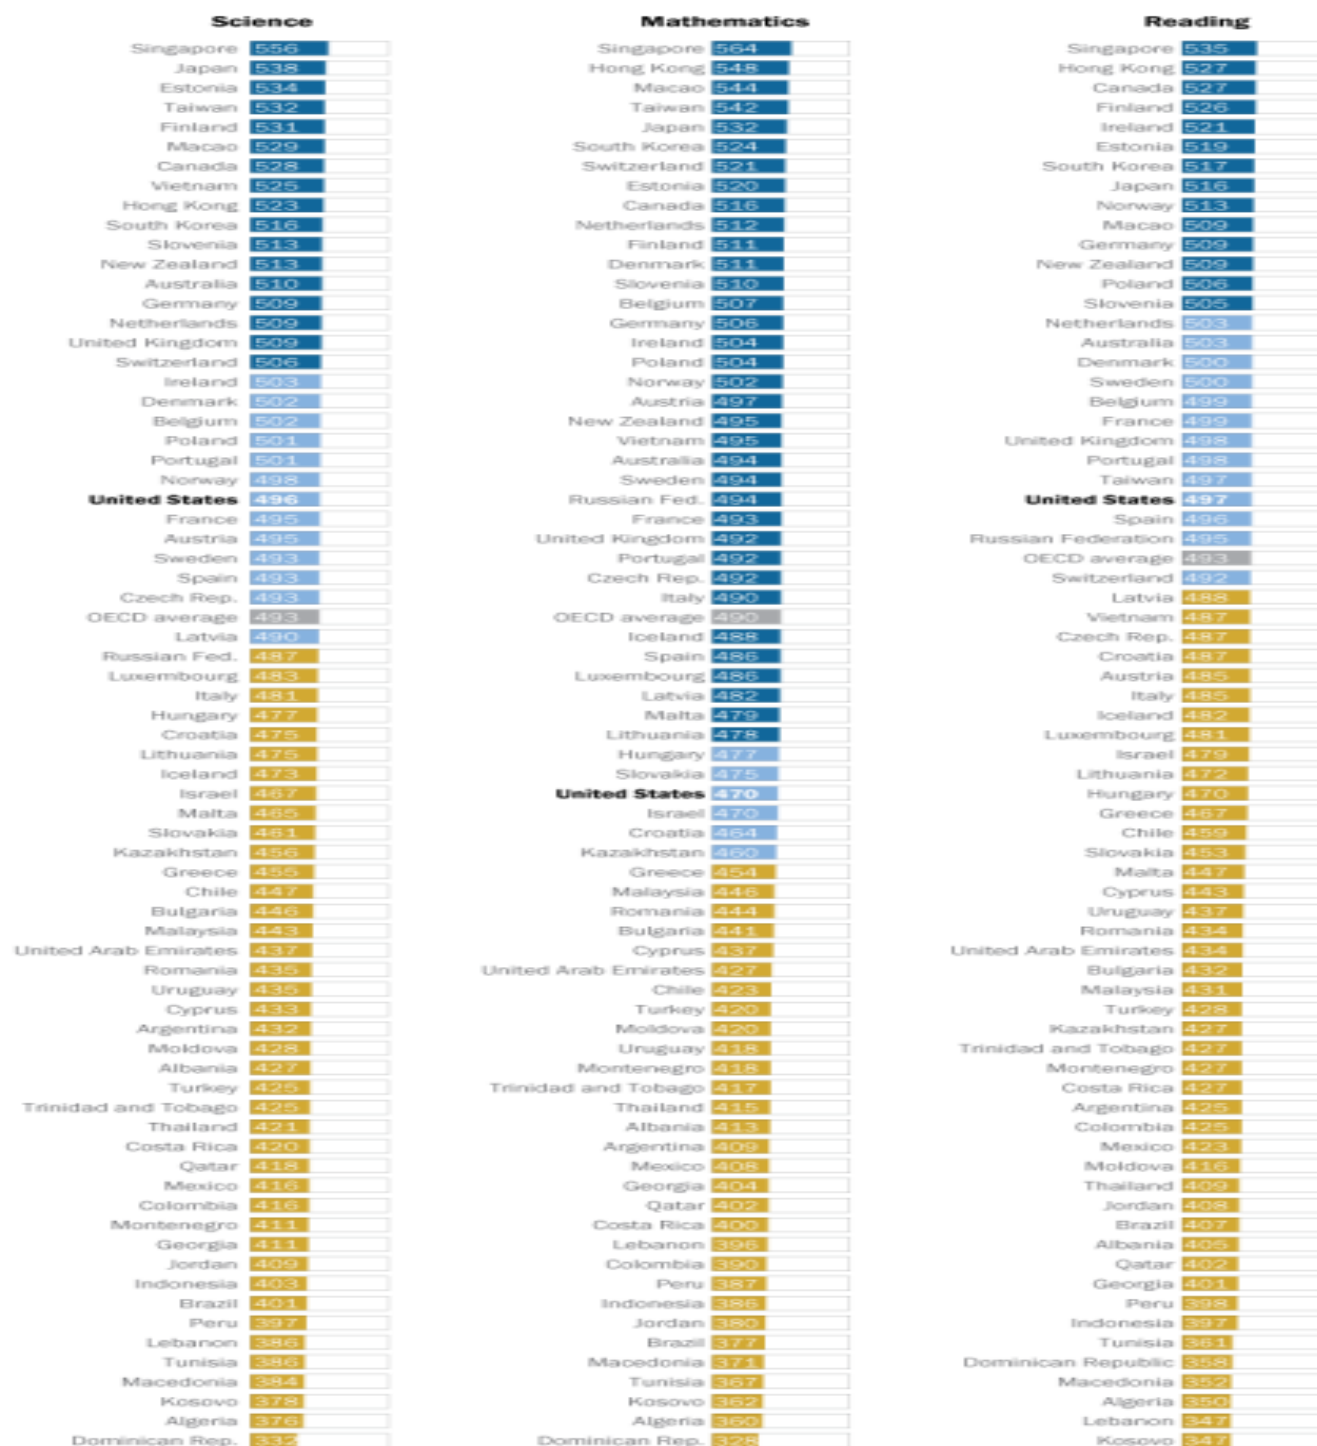 Science
Singapore 556
Japan 538
Estonia 534
Taiwan 532
Finland 531
Macao 529
Canada 528
Vietnam 525
Hong Kong 523
South Korea 516
Slovenia 513
New Zealand 513
Australia 510
Germany 509
Netherlands 509
United Kingdom 509
Switzerland 506
Ireland 503
Denmark 502
Belgium 502
Poland 501
Portugal 501
Norway 498
United States 496
France 495
Austria 495
Sweden 493
Spain 493
Czech Rep. 493
OECD average 493
Latvia 490
Russian Fed. 487
Luxembourg 483
Italy 481
Hungary 477
Croatia 475
Lithuania 475
Iceland 473
Israel 467
Malta 465
Slovakia 461
Kazakhstan 456
Greece 455
Chile 447
Bulgaria 446
Malaysia 443
United Arab Emirates 437
Romania 435
Uruguay 435
Cyprus 433
Argentina 432
Moldova 428
Albania 427
Turkey 425
Trinidad and Tobago 425
Thailand 421
Costa Rica 420
Qatar 418
Mexico 416
Colombia 416
Montenegro 411
Georgia 411
Jordan 409
Indonesia 403
Brazil 401
Peru 397
Lebanon 386
Tunisia 386
Macedonia 384
Kosovo 378
Algeria 376
Dominican Rep. 332
Mathematics
Singapore 564
Hong Kong 548
Macao 544
Taiwan 542
Japan 532
South Korea 524
Switzerland 521
Estonia 520
Canada 516
Netherlands 512
Finland 511
Denmark 511
Slovenia 510
Belgium 507
Germany 506
Ireland 504
Poland 504
Norway 502
Austria 497
New Zealand 495
Vietnam 495
Australia 494
Sweden 494
Russian Fed. 494
France 493
United Kingdom 492
Portugal 492
Czech Rep. 492
Italy 490
OECD average 490
Iceland 488
Spain 486
Luxembourg 486
Latvia 482
Malta 479
Lithuania 478
Hungary 477
Slovakia 475
United States 470
Israel 470
Croatia 464
Kazakhstan 460
Greece 454
Malaysia 446
Romania 444
Bulgaria 441
Cyprus 437
United Arab Emirates 427
Chile 423
Turkey 420
Moldova 420
Uruguay 418
Montenegro 418
Trinidad and Tobago 417
Thailand 415
Albania 413
Argentina 409
Mexico 408
Georgia 404
Qatar 402
Costa Rica 400
Lebanon 396
Colombia 390
Peru 387
Indonesia 386
Jordan 380
Brazil 377
Macedonia 371
Tunisia 367
Kosovo 362
Algeria 360
Dominican Rep. 328
Reading
Singapore 535
Hong Kong 527
Canada 527
Finland 526
Ireland 521
Estonia 519
South Korea 517
Japan 516
Norway 513
Macao 509
Germany 509
New Zealand 509
Poland 506
Slovenia 505
Netherlands 503
Australia 503
Denmark 500
Sweden 500
Belgium 499
France 499
United Kingdom 498
Portugal 498
Taiwan 497
United States 497
Spain 496
Russian Federation 495
OECD average 493
Switzerland 492
Latvia 488
Vietnam 487
Czech Rep. 487
Croatia 487
Austria 485
Italy 485
Iceland 482
Luxembourg 481
Israel 479
Lithuania 472
Hungary 470
Greece 467
Chile 459
Slovakia 453
Malta 447
Cyprus 443
Uruguay 437
Romania 434
United Arab Emirates 434
Bulgaria 432
Malaysia 431
Turkey 428
Kazakhstan 427
Trinidad and Tobago 427
Montenegro 427
Costa Rica 427
Argentina 425
Colombia 425
Mexico 423
Moldova 416
Thailand 409
Jordan 408
Brazil 407
Albania 405
Qatar 402
Georgia 401
Peru 398
Indonesia 397
Tunisia 361
Dominican Republic 358
Macedonia 352
Algeria 350
Lebanon 347
Kosovo 347